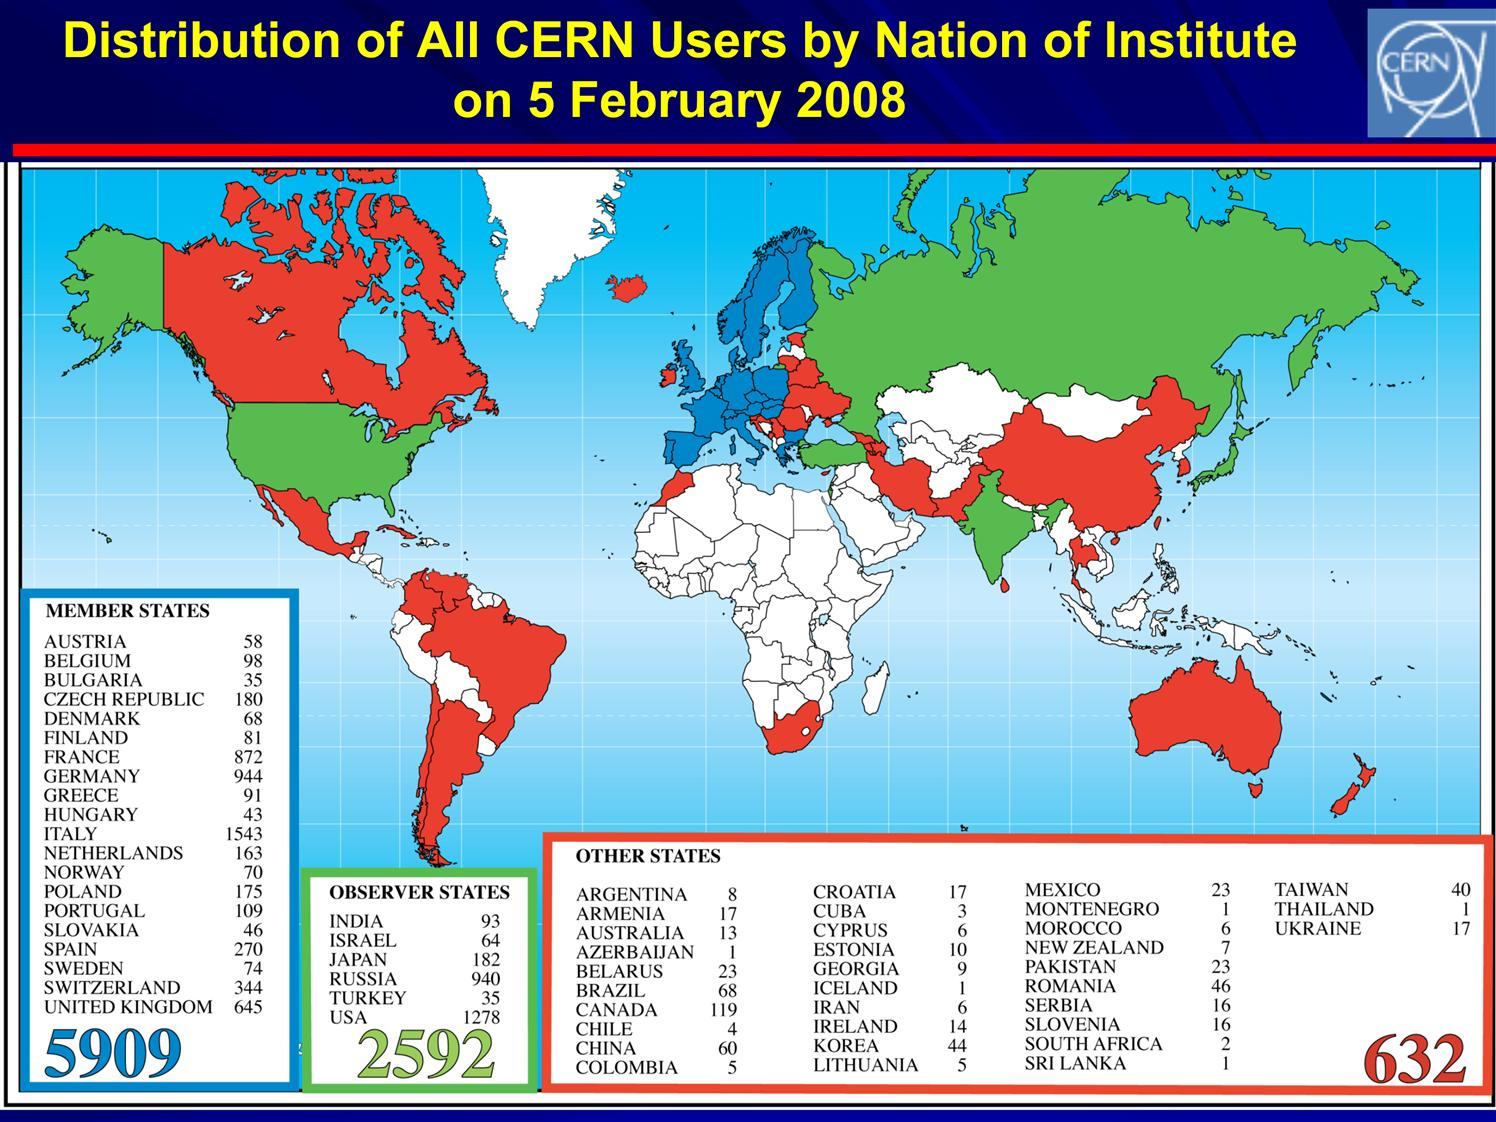 Distribution of All CERN Users by Nation of Institute
on 5 February 2008
CERN
MEMBER STATES
AUSTRIA 58
BELGIUM 98
BULGARIA 35
CZECH REPUBLIC 180
DENMARK 68
FINLAND 81
FRANCE 872
GERMANY 944
GREECE 91
HUNGARY 43
ITALY 1543
NETHERLANDS 163
NORWAY 70
POLAND 175
PORTUGAL 109
SLOVAKIA 46
SPAIN 270
SWEDEN 74
SWITZERLAND 344
UNITED KINGDOM 645
5909
OBSERVER STATES
INDIA 93
ISRAEL 64
JAPAN 182
RUSSIA 940
TURKEY 35
USA 1278
2592
OTHER STATES
ARGENTINA 8
ARMENIA 17
AUSTRALIA 13
AZERBAIJAN 1
BELARUS 23
BRAZIL 68
CANADA 119
CHILE 4
CHINA 60
COLOMBIA 5
CROATIA 17
CUBA 3
CYPRUS 6
ESTONIA 10
GEORGIA 9
ICELAND 1
IRAN 6
IRELAND 14
KOREA 44
LITHUANIA 5
MEXICO 23
MONTENEGRO 1
MOROCCO 6
NEW ZEALAND 7
PAKISTAN 23
ROMANIA 46
SERBIA 16
SLOVENIA 16
SOUTH AFRICA 2
SRI LANKA 1
TAIWAN 40
THAILAND 1
UKRAINE 17
632